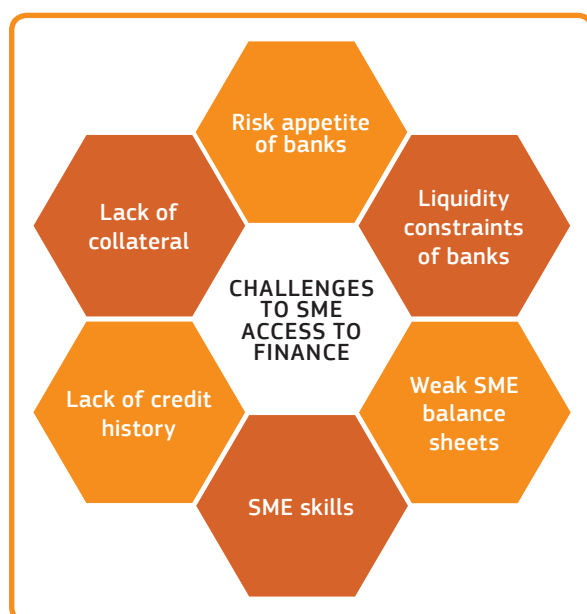 Risk appetite
of banks
Liquidity
constraints
of banks
Weak SME
balance
sheets
SME skills
Lack of credit
history
Lack of
collateral
CHALLENGES
TO SME
ACCESS TO
FINANCE